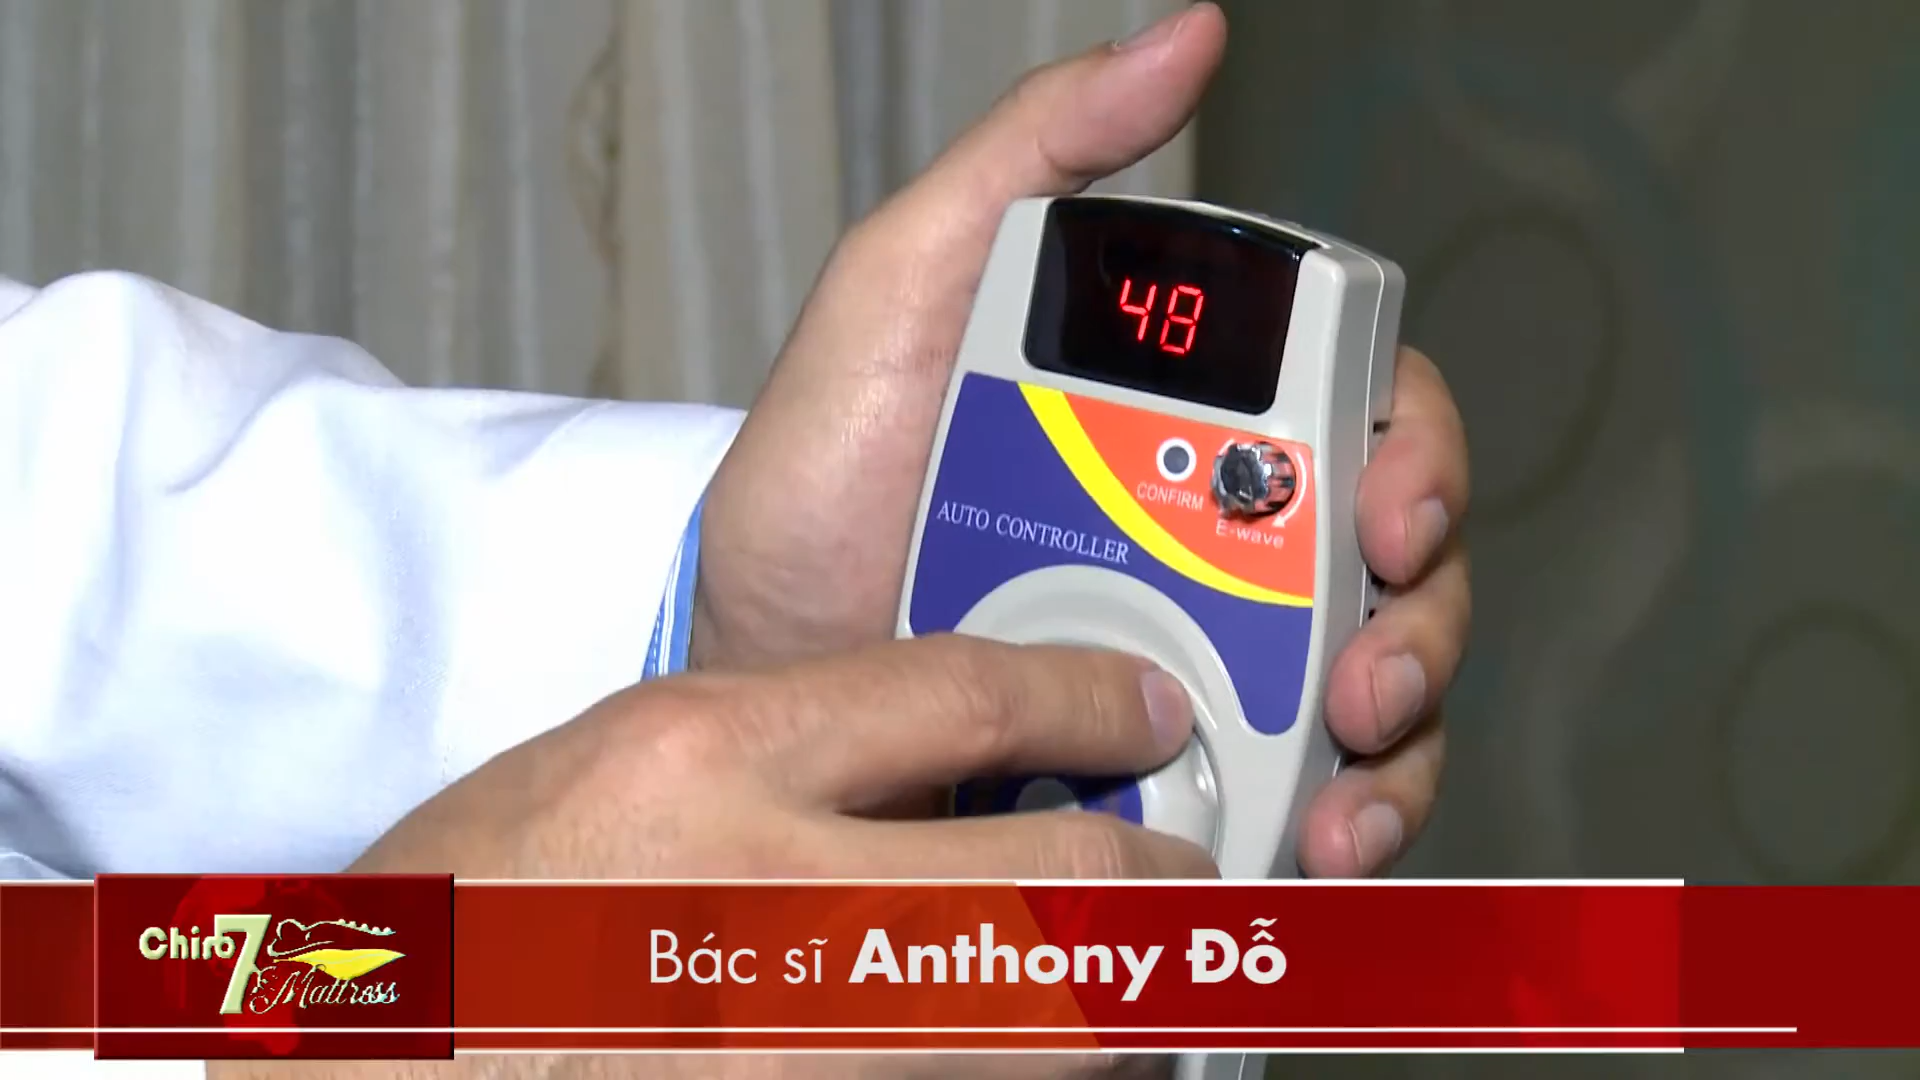 48
CONFIRM
E-wave
AUTO CONTROLLER
Chiro 7
Mattress
Bác sĩ Anthony Đỗ